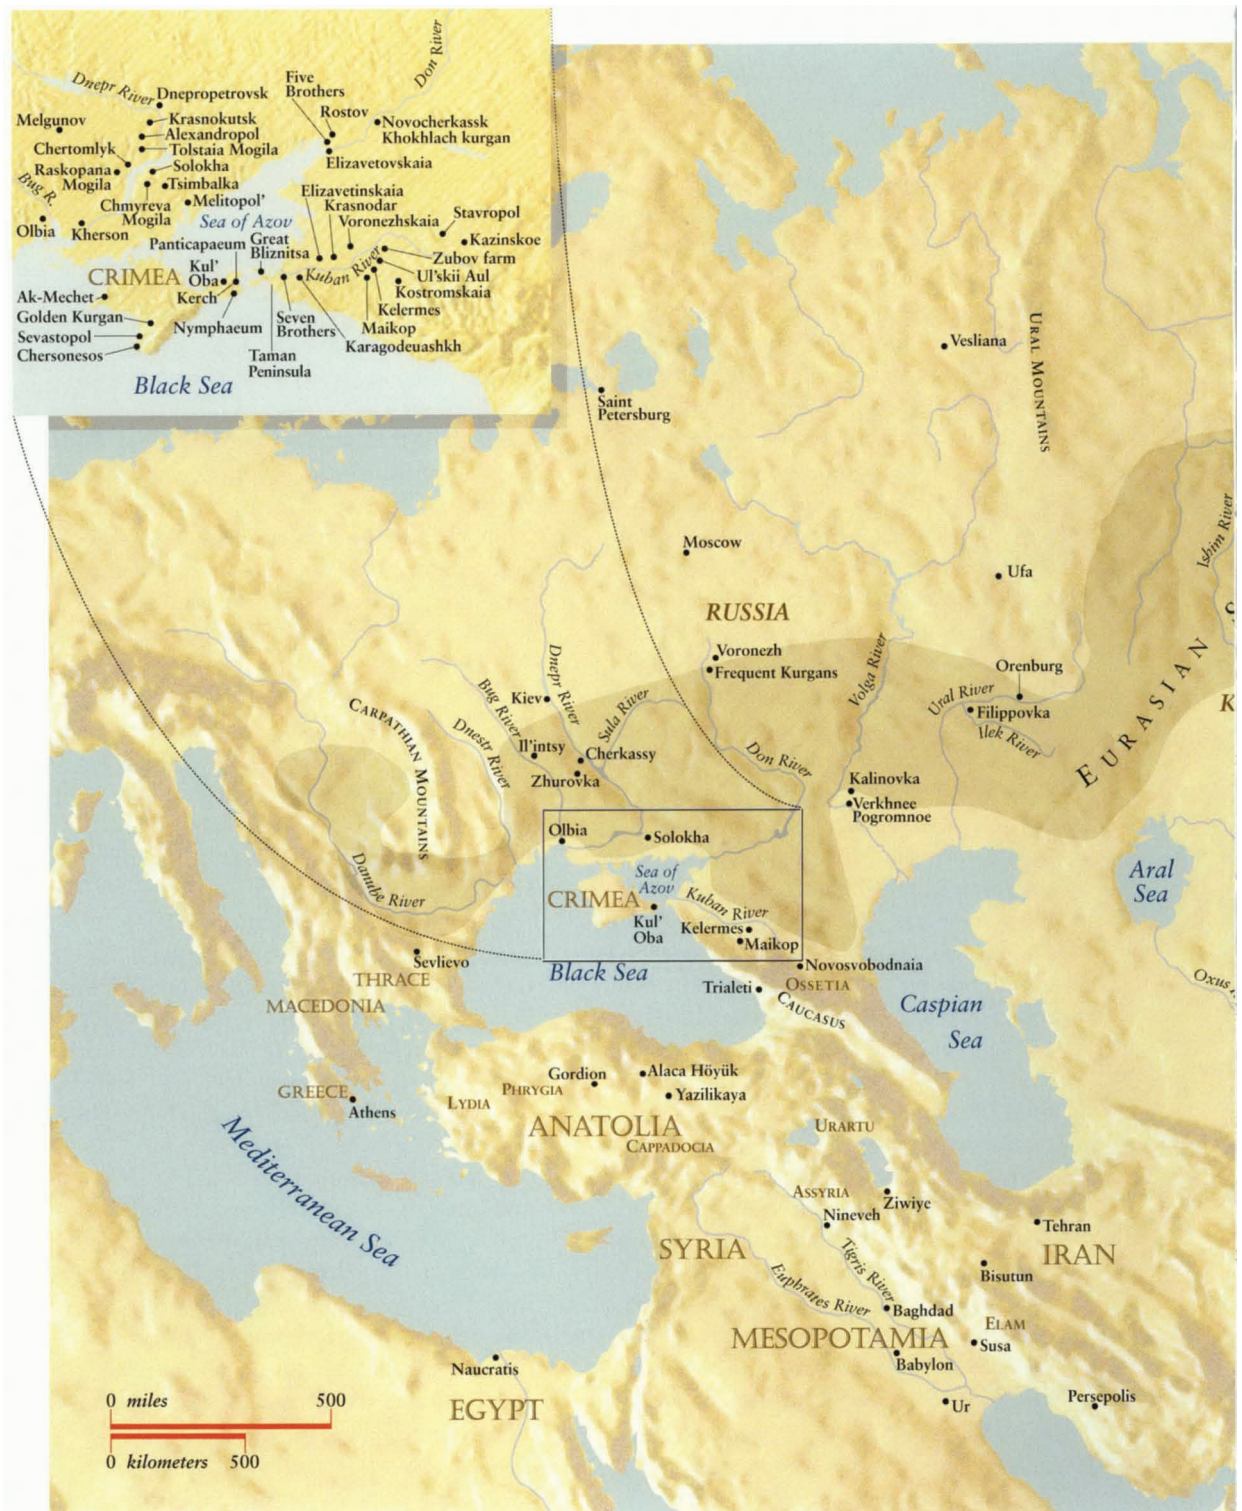 Dnepr River
Don River
Dnepropetrovsk
Five
Brothers
Melgunov
Krasnokutsk
Rostov
Novocherkassk
Khokhlach kurgan
Alexandropol
Chertomlyk
Tolstaia Mogila
Elizavetovskaia
Raskopana
Mogila
Solokha
Tsimbalka
Bug R.
Chmyreva
Mogila
Melitopol'
Elizavetinskaia
Krasnodar
Voronezhskaia
Stavropol
Olbia
Kherson
Sea of Azov
Kazinskoe
Panticapaeum
Great
Bliznitsa
Zubov farm
CRIMEA
Kul'
Oba
Kuban River
Ul'skii Aul
Kostromskaia
Ak-Mechet
Kerch
Kelermes
Golden Kurgan
Nymphaeum
Seven
Brothers
Maikop
Sevastopol
Karagodeuashkh
Chersonesos
Taman
Peninsula
Black Sea
Vesliana
URAL MOUNTAINS
Saint
Petersburg
Ishim River
Moscow
Ufa
RUSSIA
EURASIAN S
K
Voronezh
Frequent Kurgans
Volga River
Orenburg
Ural River
Filippovka
Ilek River
Dnepr River
Kiev
Bug River
Sula River
CARPATHIAN MOUNTAINS
Dnestr River
Il'intsy
Cherkassy
Zhurovka
Don River
Kalinovka
Verkhnee
Pogromnoe
Olbia
Solokha
Aral
Sea
Danube River
Sea of
Azov
CRIMEA
Kuban River
Kul'
Oba
Kelermes
Maikop
Sevlievo
Black Sea
Novosvobodnaia
THRACE
Trialeti
OSSETIA
Oxus
MACEDONIA
CAUCASUS
Caspian
Sea
Gordion
Alaca Höyük
GREECE
PHRYGIA
Yazilikaya
Athens
LYDIA
ANATOLIA
CAPPADOCIA
URARTU
Mediterranean Sea
ASSYRIA
Ziwiye
Nineveh
Tehran
SYRIA
IRAN
Tigris River
Bisutun
Euphrates River
Baghdad
ELAM
MESOPOTAMIA
Susa
Babylon
Naucratis
Persepolis
EGYPT
Ur
0 miles 500
0 kilometers 500